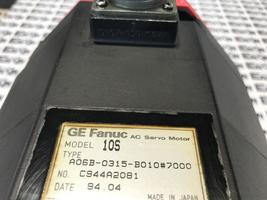 GE Fanuc AC Servo Motor
MODEL 10S
TYPE
A06B-0315-B010#7000
NO. C944A2081
DATE 94.04
MADE IN JAPAN